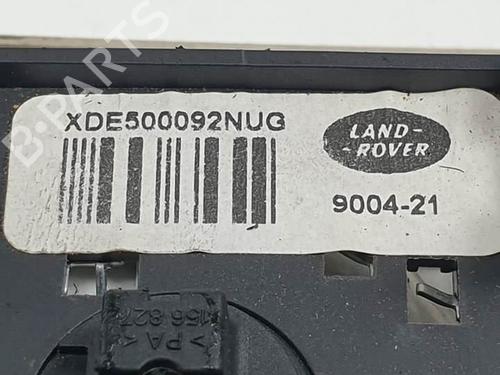 B-PARTS
XDE500092NUG
LAND-
-ROVER
9004-21
>PA<